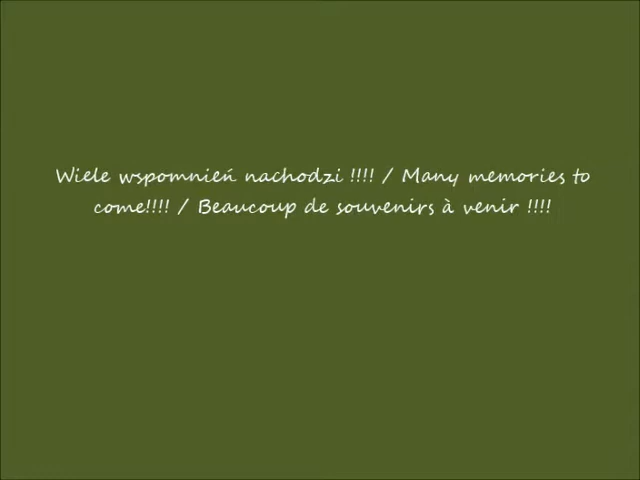 Wiele wspomnień nachodzi !!!! / Many memories to
come!!!! / Beaucoup de souvenirs à venir !!!!